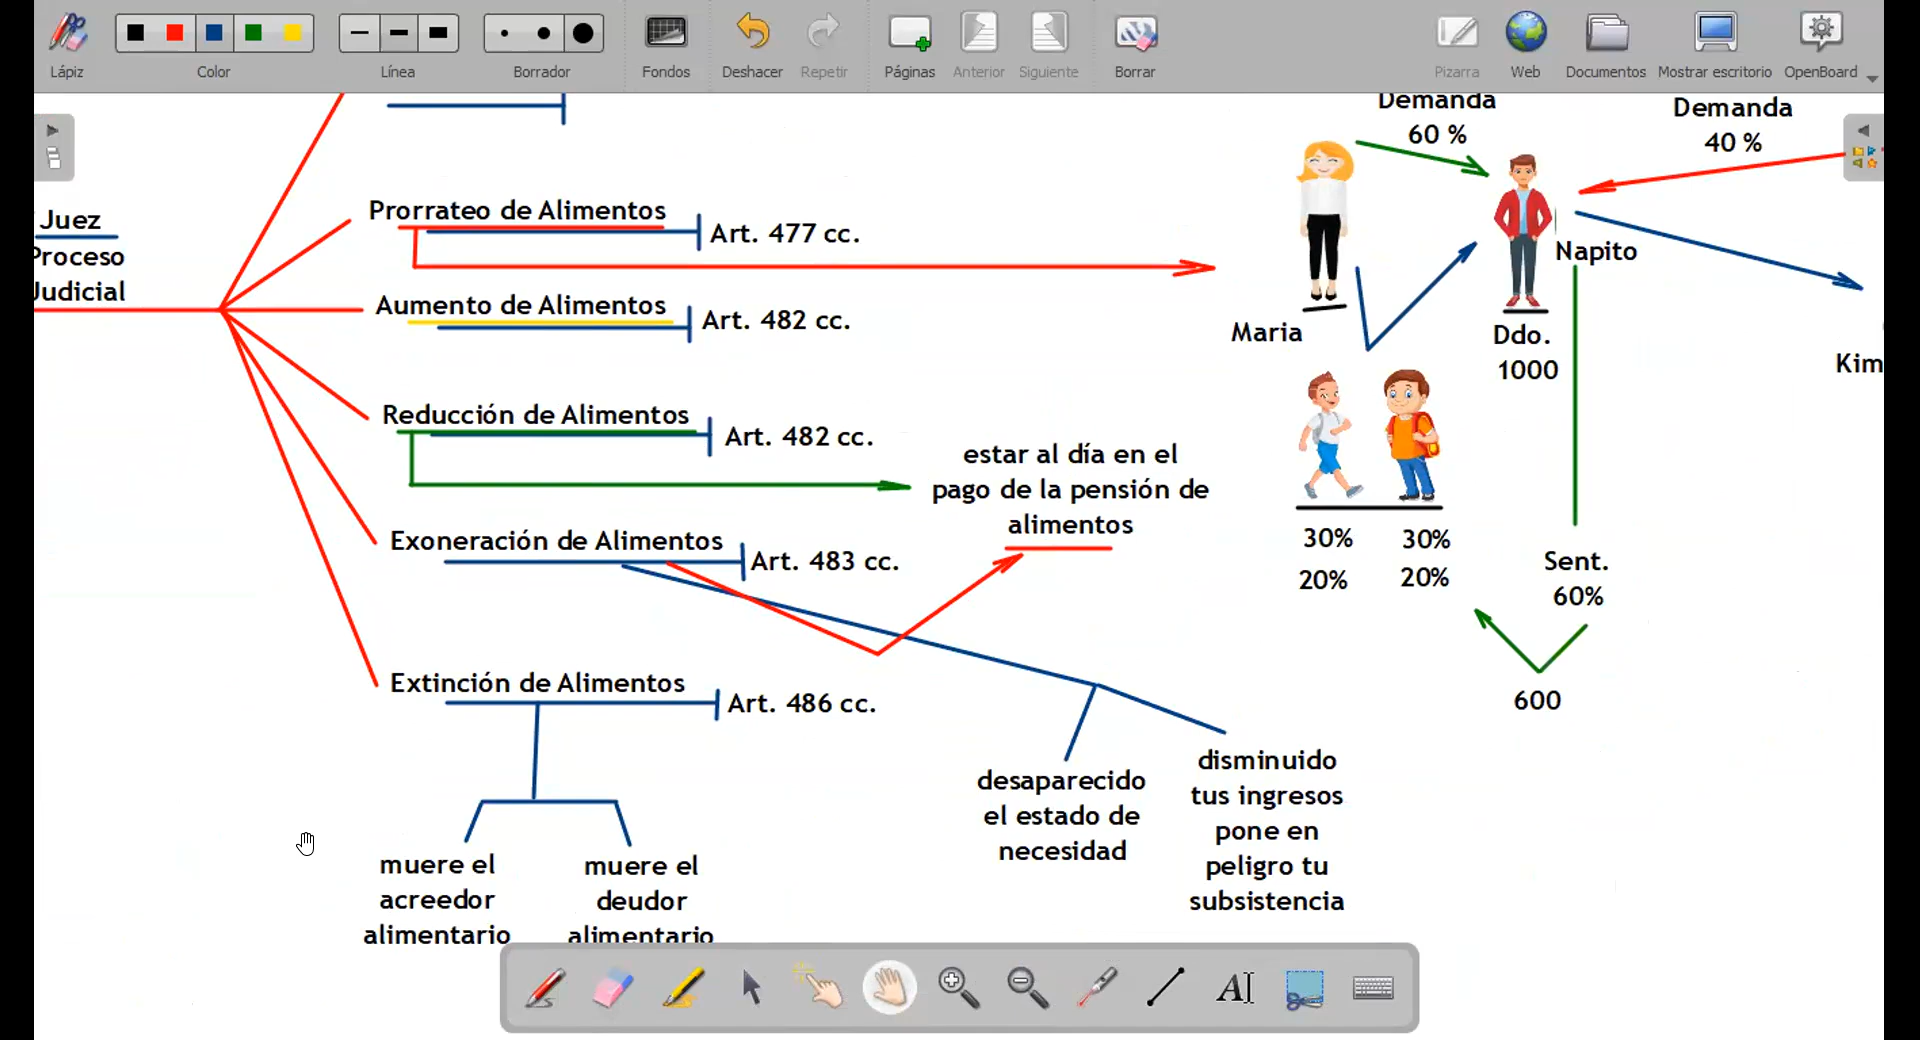 Lápiz
Color
Línea
Borrador
Fondos
Deshacer
Repetir
Páginas
Anterior
Siguiente
Borrar
Pizarra
Web
Documentos
Mostrar escritorio
OpenBoard
Juez
Proceso
Judicial
Prorrateo de Alimentos
Art. 477 cc.
Aumento de Alimentos
Art. 482 cc.
Reducción de Alimentos
Art. 482 cc.
estar al día en el
pago de la pensión de
alimentos
Exoneración de Alimentos
Art. 483 cc.
desaparecido
el estado de
necesidad
disminuido
tus ingresos
pone en
peligro tu
subsistencia
Extinción de Alimentos
Art. 486 cc.
muere el
acreedor
alimentario
muere el
deudor
alimentario
Demanda
60 %
Demanda
40 %
Napito
Maria
Ddo.
1000
Kim
30% 30%
20% 20%
Sent.
60%
600